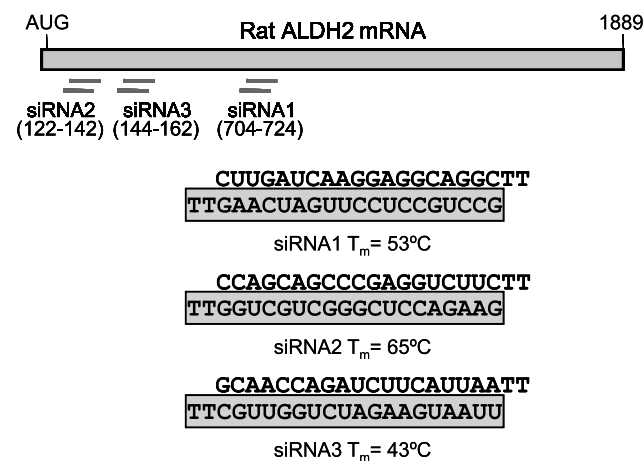 AUG 1889
Rat ALDH2 mRNA
siRNA2 siRNA3 siRNA1
(122-142) (144-162) (704-724)
CUUGAUCAAGGAGGCAGGCTT
TTGAACUAGUUCCUCCGUCCG
siRNA1 Tm= 53ºC
CCAGCAGCCCGAGGUCUUCTT
TTGGUCGUCGGGCUCCAGAAG
siRNA2 Tm= 65ºC
GCAACCAGAUCUUCAUUAATT
TTCGUUGGUCUAGAAGUAAUU
siRNA3 Tm= 43ºC